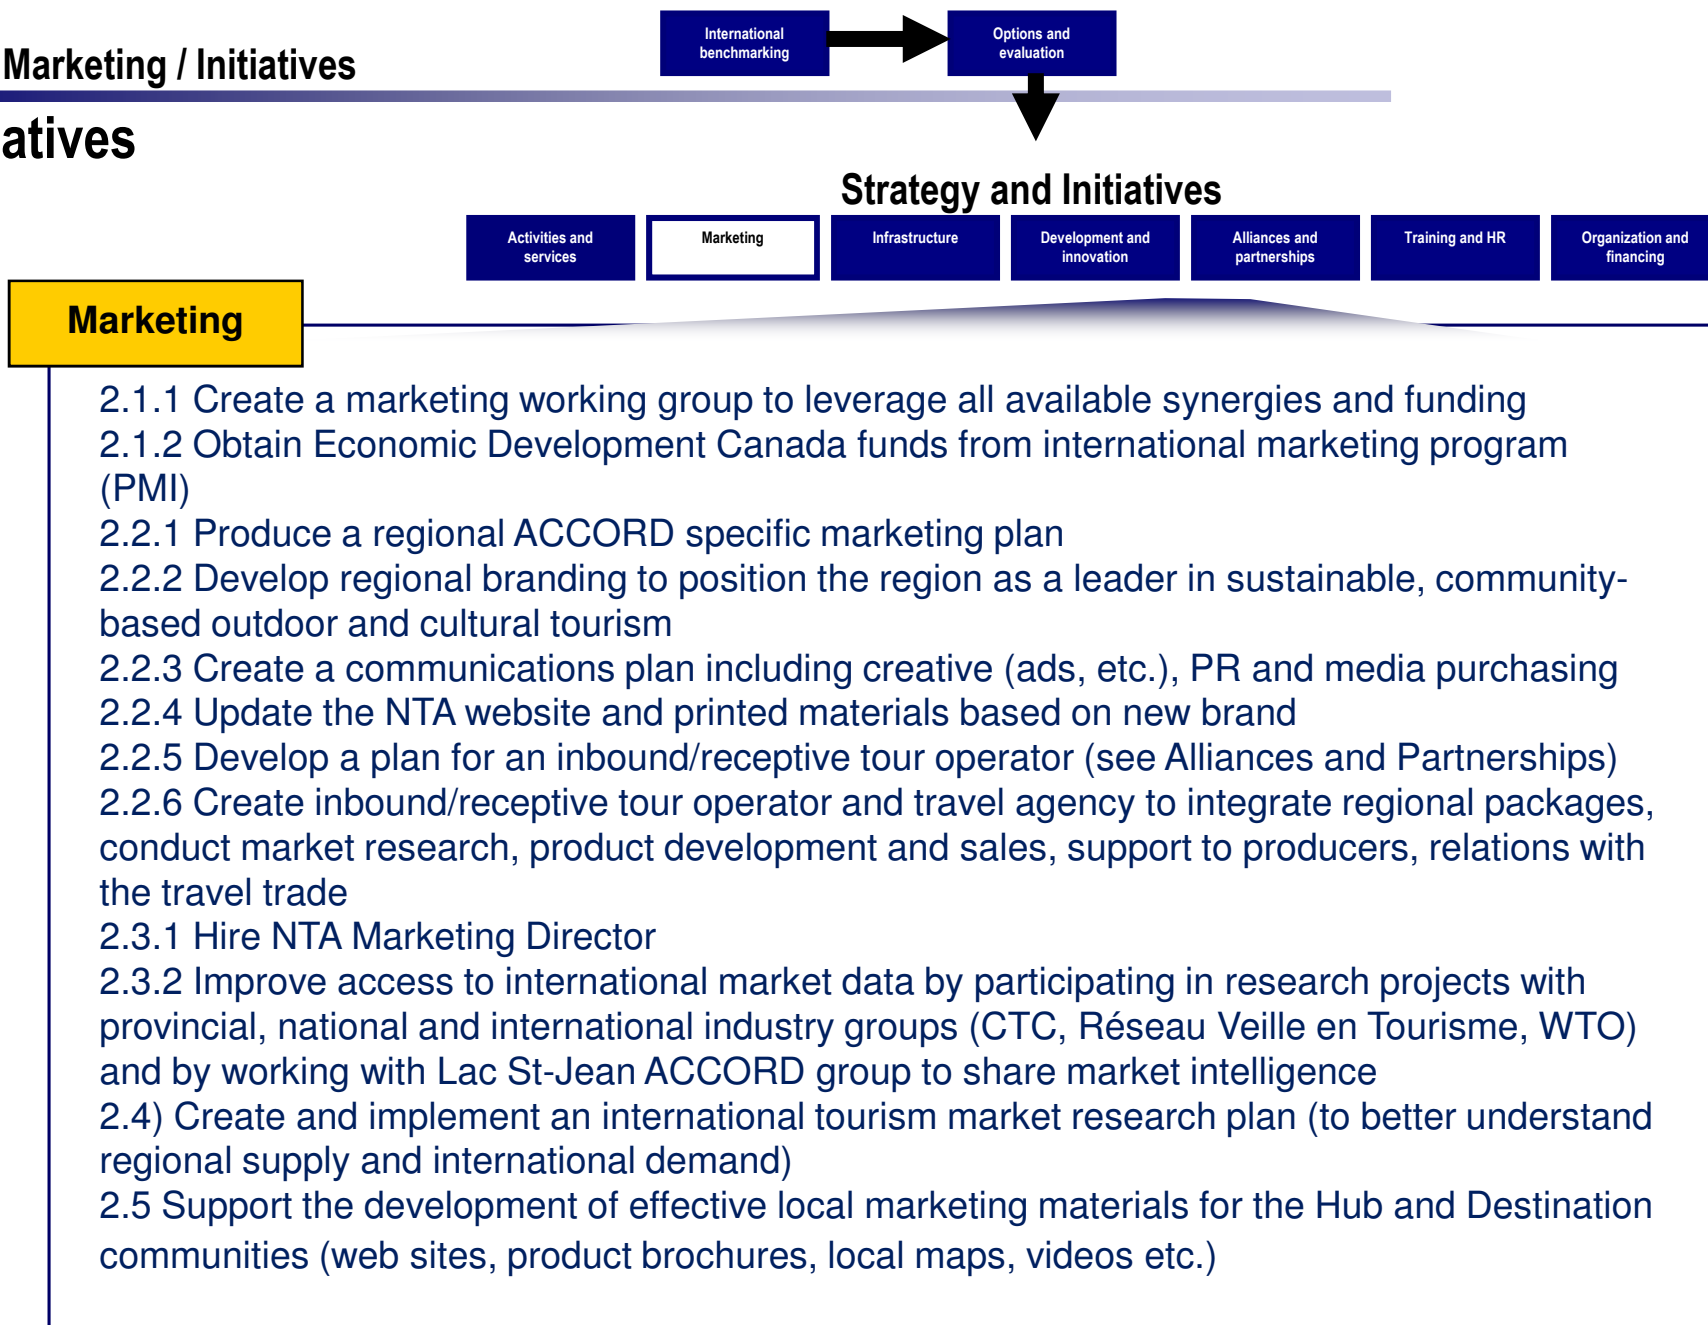 International
benchmarking
Options and
evaluation
Marketing / Initiatives
atives
Strategy and Initiatives
Activities and
services
Marketing
Infrastructure
Development and
innovation
Alliances and
partnerships
Training and HR
Organization and
financing
Marketing
2.1.1 Create a marketing working group to leverage all available synergies and funding
2.1.2 Obtain Economic Development Canada funds from international marketing program
(PMI)
2.2.1 Produce a regional ACCORD specific marketing plan
2.2.2 Develop regional branding to position the region as a leader in sustainable, community-
based outdoor and cultural tourism
2.2.3 Create a communications plan including creative (ads, etc.), PR and media purchasing
2.2.4 Update the NTA website and printed materials based on new brand
2.2.5 Develop a plan for an inbound/receptive tour operator (see Alliances and Partnerships)
2.2.6 Create inbound/receptive tour operator and travel agency to integrate regional packages,
conduct market research, product development and sales, support to producers, relations with
the travel trade
2.3.1 Hire NTA Marketing Director
2.3.2 Improve access to international market data by participating in research projects with
provincial, national and international industry groups (CTC, Réseau Veille en Tourisme, WTO)
and by working with Lac St-Jean ACCORD group to share market intelligence
2.4) Create and implement an international tourism market research plan (to better understand
regional supply and international demand)
2.5 Support the development of effective local marketing materials for the Hub and Destination
communities (web sites, product brochures, local maps, videos etc.)